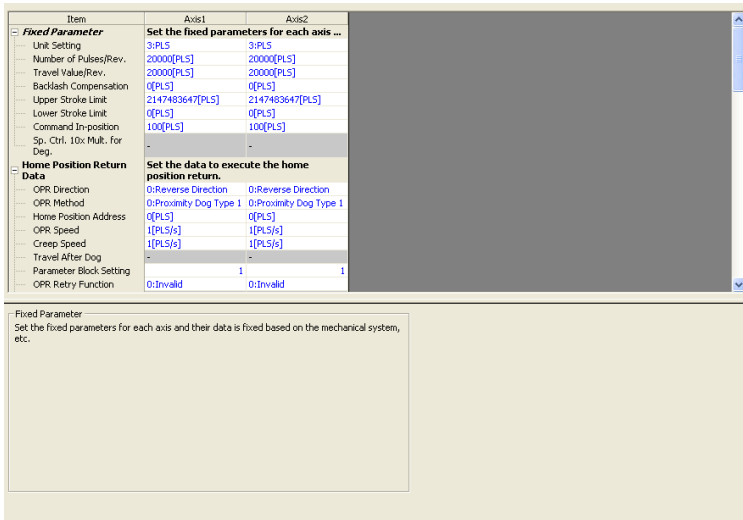 Item Axis1 Axis2
Fixed Parameter Set the fixed parameters for each axis ...
Unit Setting 3:PLS 3:PLS
Number of Pulses/Rev. 20000[PLS] 20000[PLS]
Travel Value/Rev. 20000[PLS] 20000[PLS]
Backlash Compensation 0[PLS] 0[PLS]
Upper Stroke Limit 2147483647[PLS] 2147483647[PLS]
Lower Stroke Limit 0[PLS] 0[PLS]
Command In-position 100[PLS] 100[PLS]
Sp. Ctrl. 10x Mult. for
Deg. - -
Home Position Return
Data
Set the data to execute the home
position return.
OPR Direction 0:Reverse Direction 0:Reverse Direction
OPR Method 0:Proximity Dog Type 1 0:Proximity Dog Type 1
Home Position Address 0[PLS] 0[PLS]
OPR Speed 1[PLS/s] 1[PLS/s]
Creep Speed 1[PLS/s] 1[PLS/s]
Travel After Dog - -
Parameter Block Setting 1 1
OPR Retry Function 0:Invalid 0:Invalid
Fixed Parameter
Set the fixed parameters for each axis and their data is fixed based on the mechanical system,
etc.